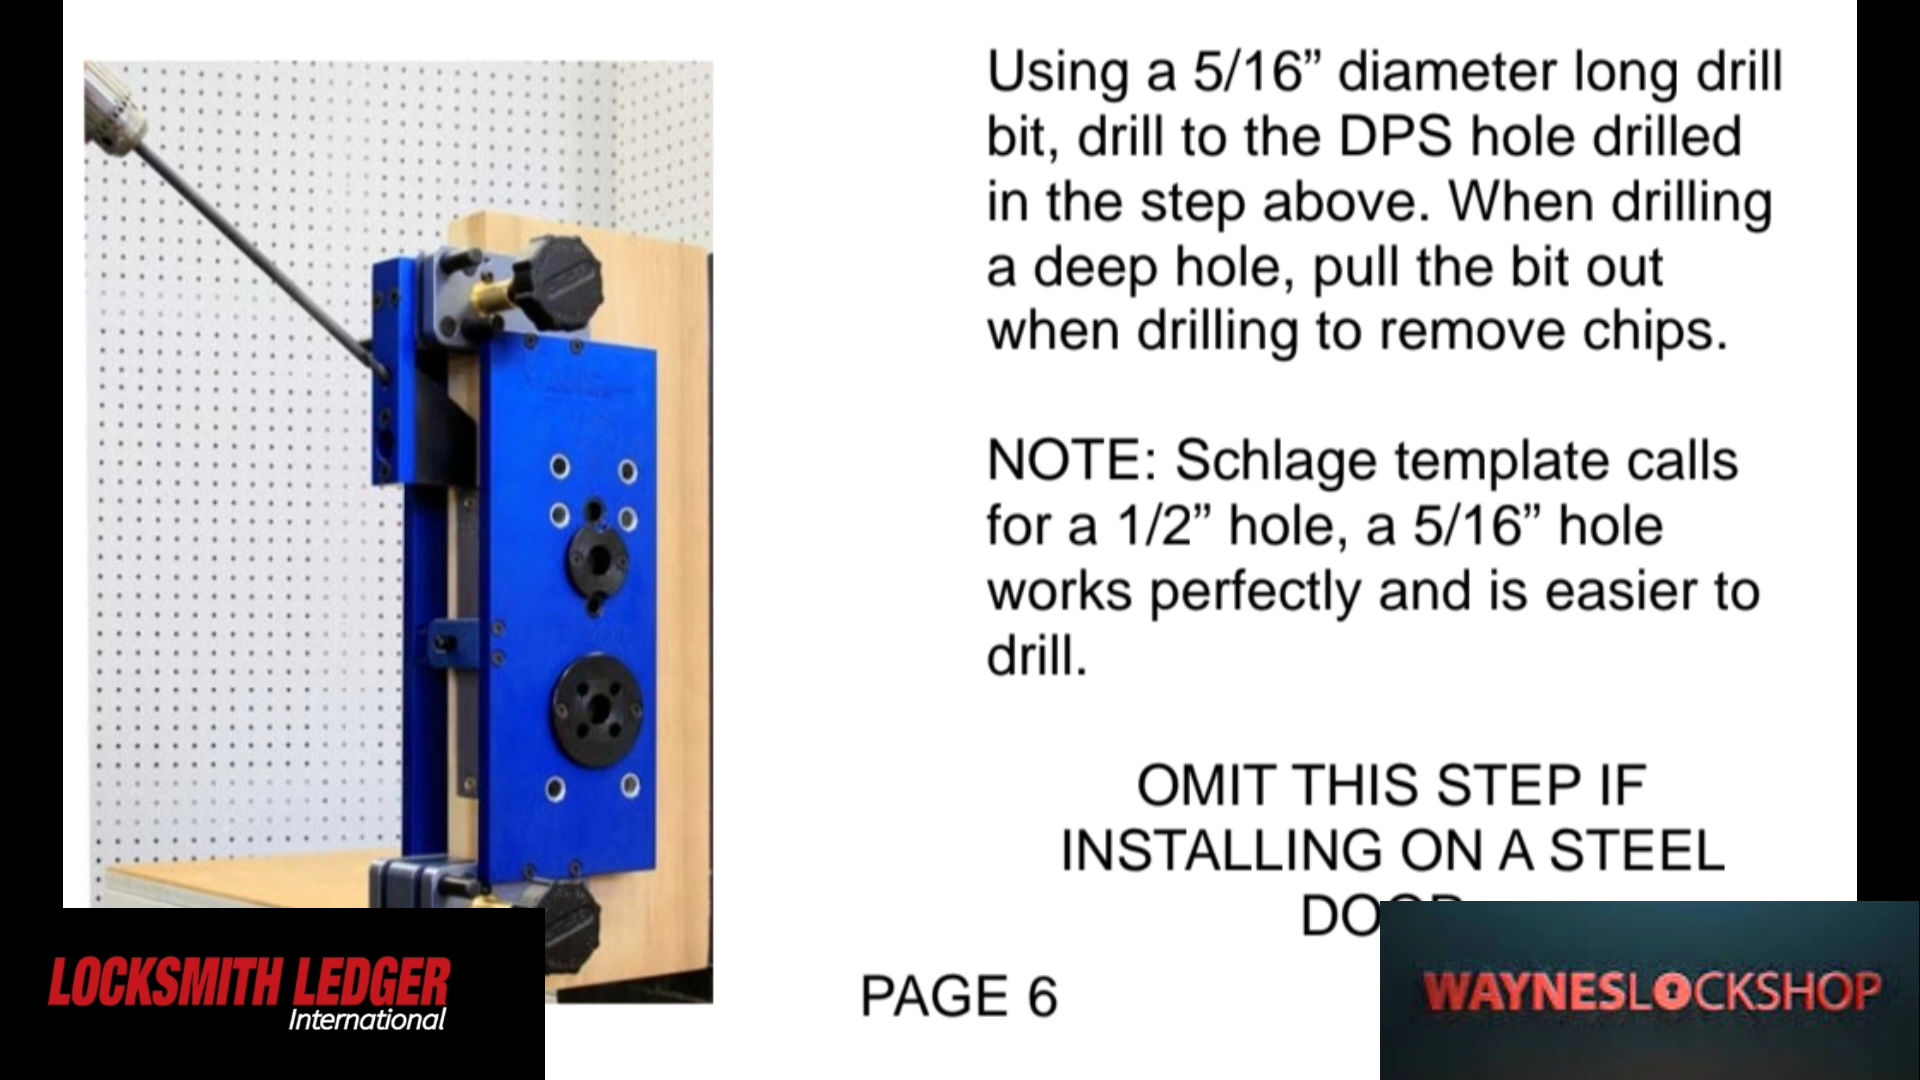 Using a 5/16” diameter long drill
bit, drill to the DPS hole drilled
in the step above. When drilling
a deep hole, pull the bit out
when drilling to remove chips.
NOTE: Schlage template calls
for a 1/2” hole, a 5/16” hole
works perfectly and is easier to
drill.
OMIT THIS STEP IF
INSTALLING ON A STEEL
PAGE 6
LOCKSMITH LEDGER
International
WAYNESLOCKSHOP